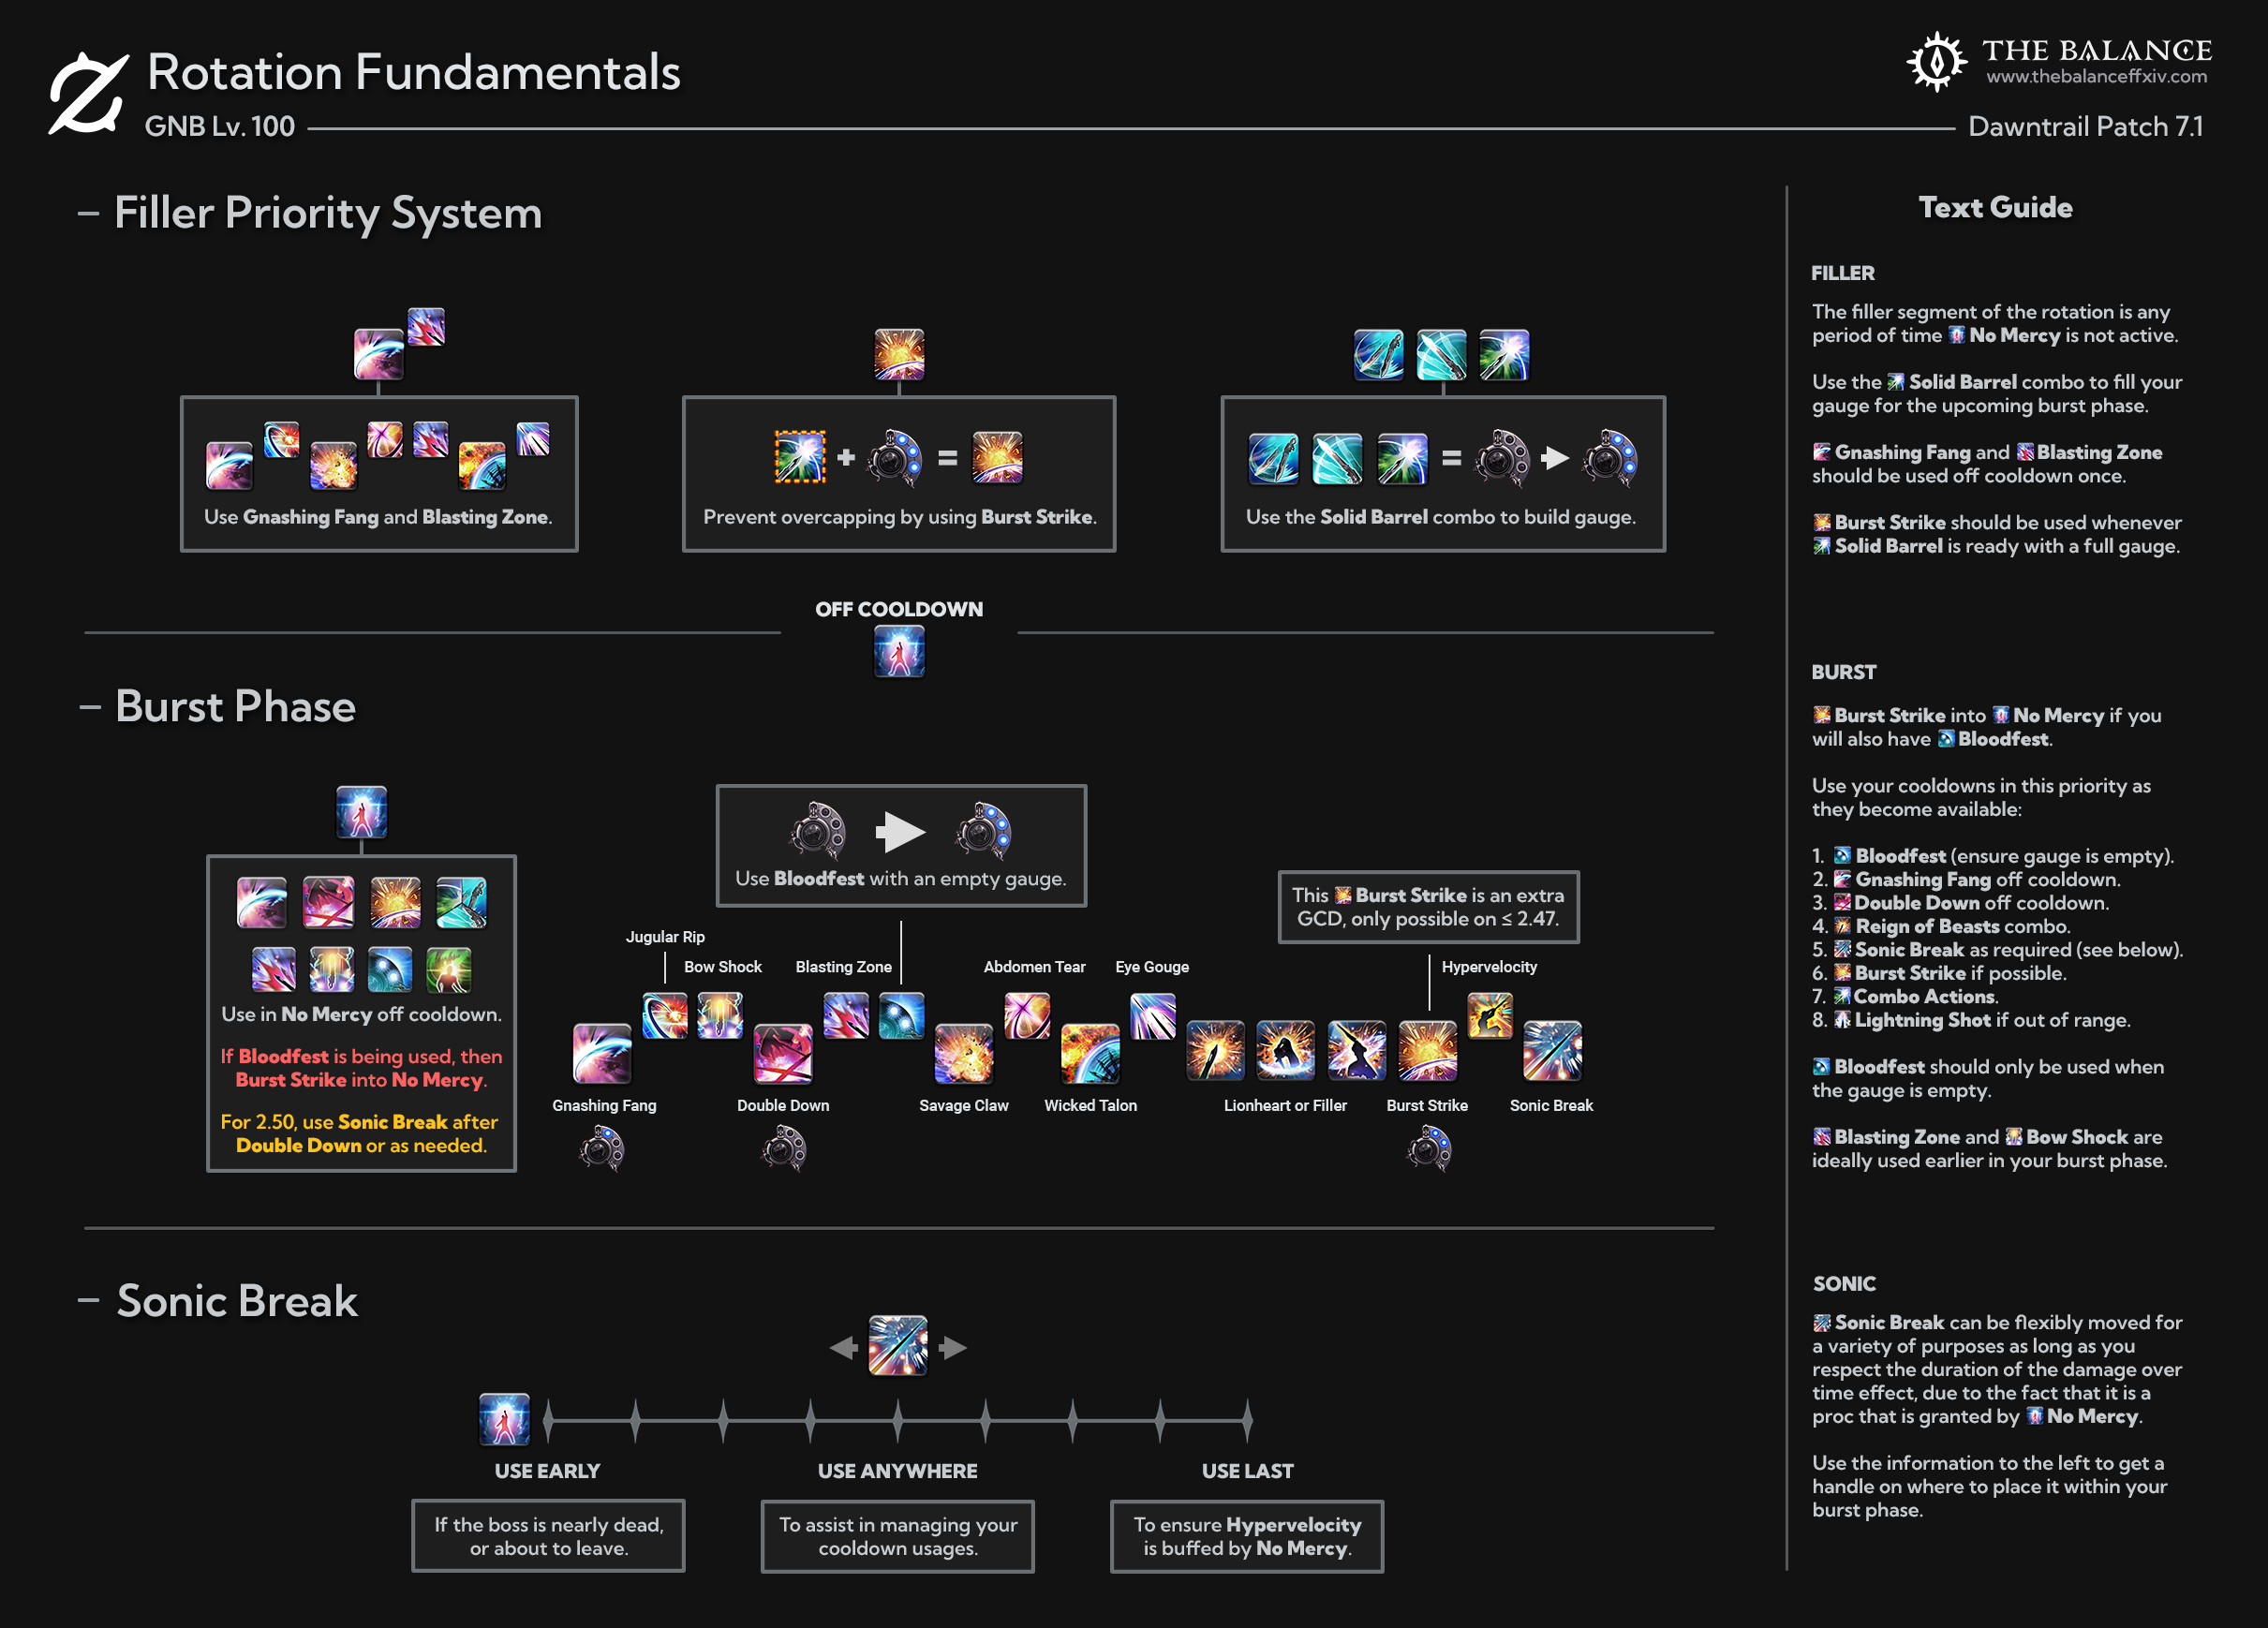 Rotation Fundamentals
GNB Lv. 100
THE BALANCE
www.thebalanceffxiv.com
Dawntrail Patch 7.1
– Filler Priority System
Use Gnashing Fang and Blasting Zone.
Prevent overcapping by using Burst Strike.
Use the Solid Barrel combo to build gauge.
OFF COOLDOWN
– Burst Phase
Use in No Mercy off cooldown.
If Bloodfest is being used, then
Burst Strike into No Mercy.
For 2.50, use Sonic Break after
Double Down or as needed.
Use Bloodfest with an empty gauge.
This Burst Strike is an extra
GCD, only possible on ≤ 2.47.
Jugular Rip
Bow Shock
Blasting Zone
Abdomen Tear
Eye Gouge
Hypervelocity
Gnashing Fang
Double Down
Savage Claw
Wicked Talon
Lionheart or Filler
Burst Strike
Sonic Break
– Sonic Break
USE EARLY
If the boss is nearly dead,
or about to leave.
USE ANYWHERE
To assist in managing your
cooldown usages.
USE LAST
To ensure Hypervelocity
is buffed by No Mercy.
Text Guide
FILLER
The filler segment of the rotation is any
period of time No Mercy is not active.
Use the Solid Barrel combo to fill your
gauge for the upcoming burst phase.
Gnashing Fang and Blasting Zone
should be used off cooldown once.
Burst Strike should be used whenever
Solid Barrel is ready with a full gauge.
BURST
Burst Strike into No Mercy if you
will also have Bloodfest.
Use your cooldowns in this priority as
they become available:
1. Bloodfest (ensure gauge is empty).
2. Gnashing Fang off cooldown.
3. Double Down off cooldown.
4. Reign of Beasts combo.
5. Sonic Break as required (see below).
6. Burst Strike if possible.
7. Combo Actions.
8. Lightning Shot if out of range.
Bloodfest should only be used when
the gauge is empty.
Blasting Zone and Bow Shock are
ideally used earlier in your burst phase.
SONIC
Sonic Break can be flexibly moved for
a variety of purposes as long as you
respect the duration of the damage over
time effect, due to the fact that it is a
proc that is granted by No Mercy.
Use the information to the left to get a
handle on where to place it within your
burst phase.